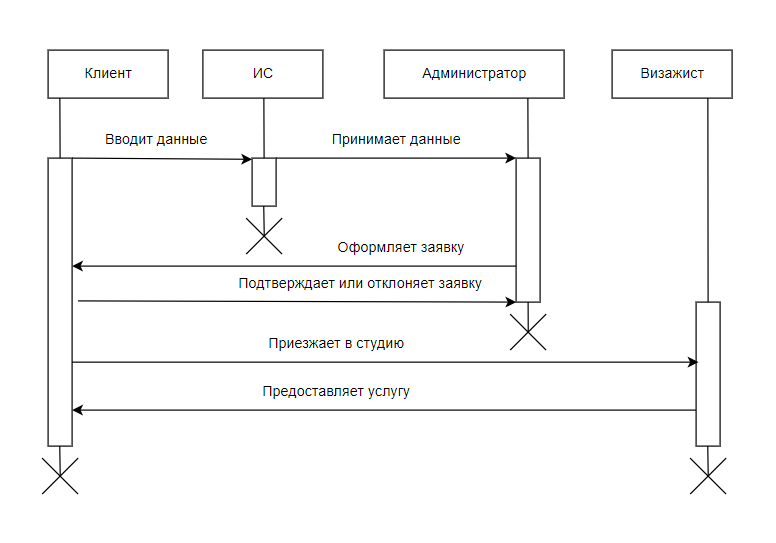 Клиент
ИС
Администратор
Визажист
Вводит данные
Принимает данные
Оформляет заявку
Подтверждает или отклоняет заявку
Приезжает в студию
Предоставляет услугу